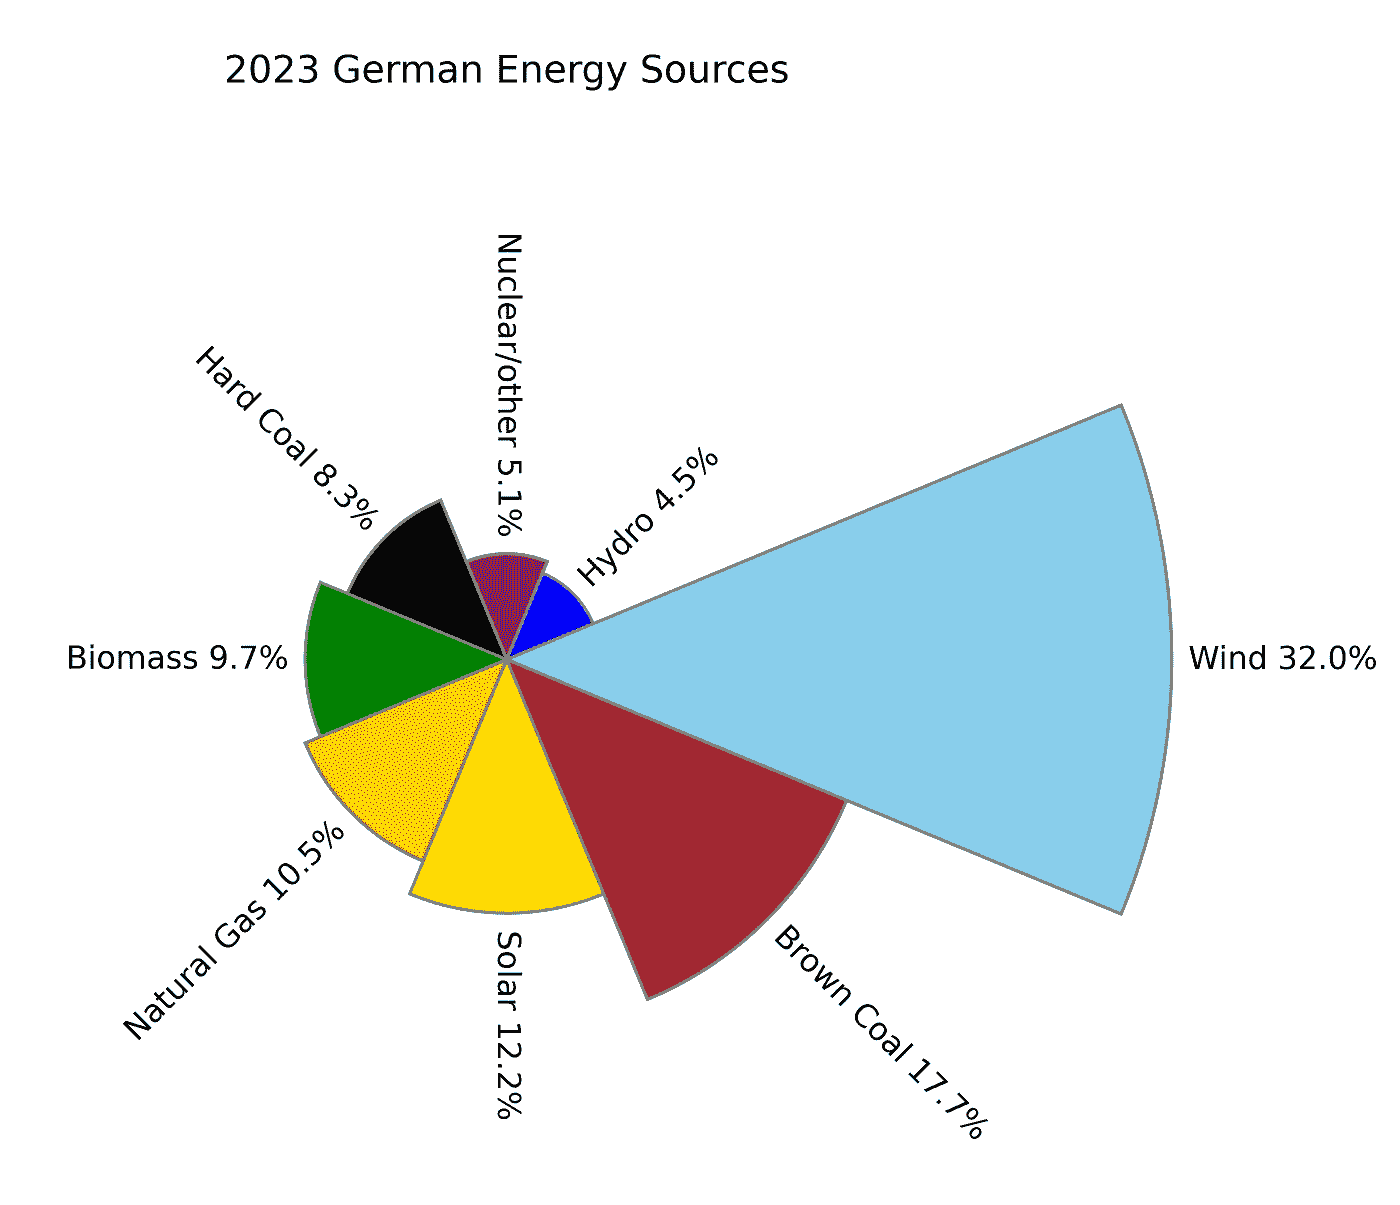 2023 German Energy Sources
Nuclear/other 5.1%
Hard Coal 8.3%
Hydro 4.5%
Biomass 9.7%
Wind 32.0%
Natural Gas 10.5%
Solar 12.2%
Brown Coal 17.7%